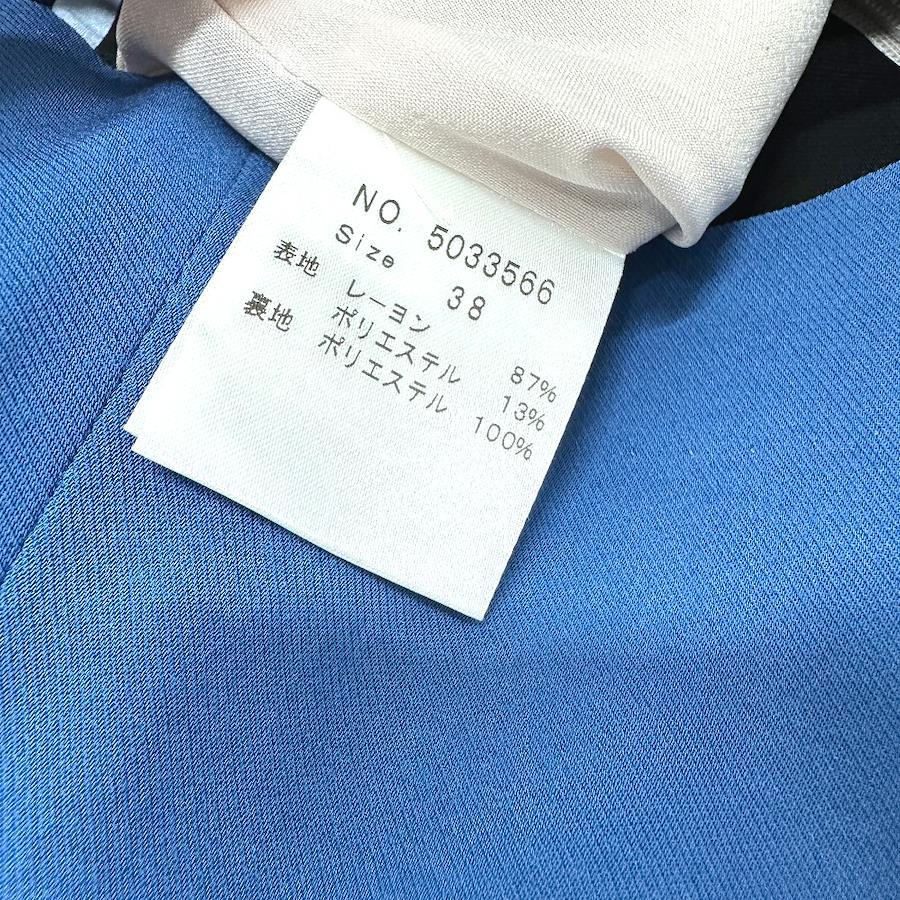 NO. 5033566
Size 38
表地 レーヨン 87%
ポリエステル 13%
裏地 ポリエステル 100%